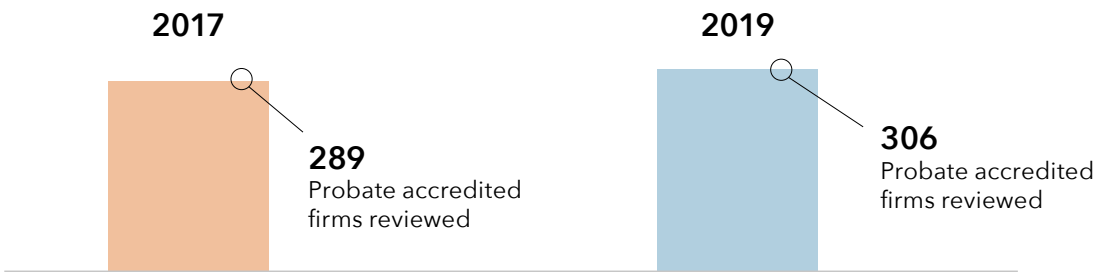 2017
289
Probate accredited
firms reviewed
2019
306
Probate accredited
firms reviewed